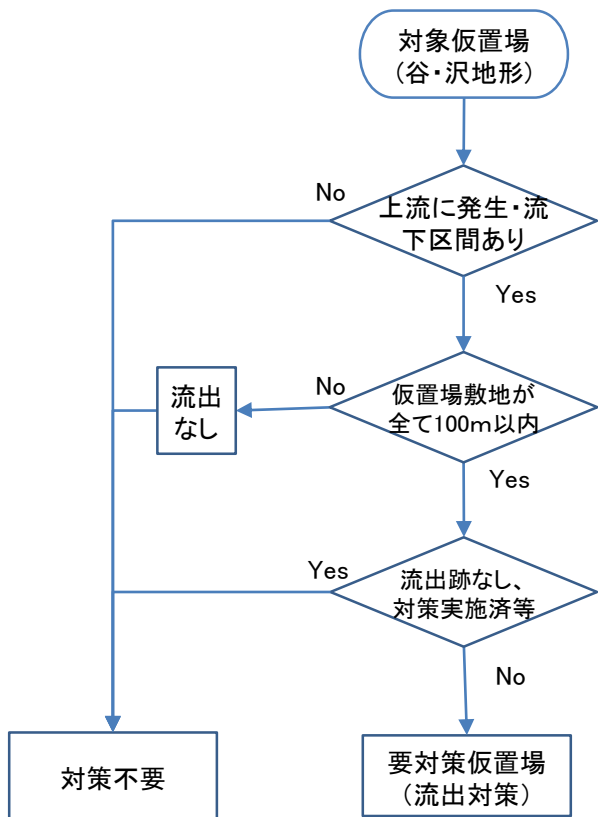 対象仮置場
（谷・沢地形）
No
上流に発生・流
下区間あり
Yes
流出
なし
No
仮置場敷地が
全て100m以内
Yes
Yes
流出跡なし、
対策実施済等
No
対策不要
要対策仮置場
（流出対策）